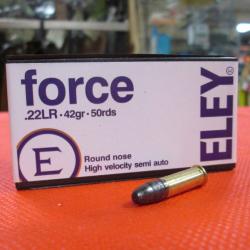 force
.22LR • 42gr • 50rds
E
Round nose
High velocity semi auto
ELEY